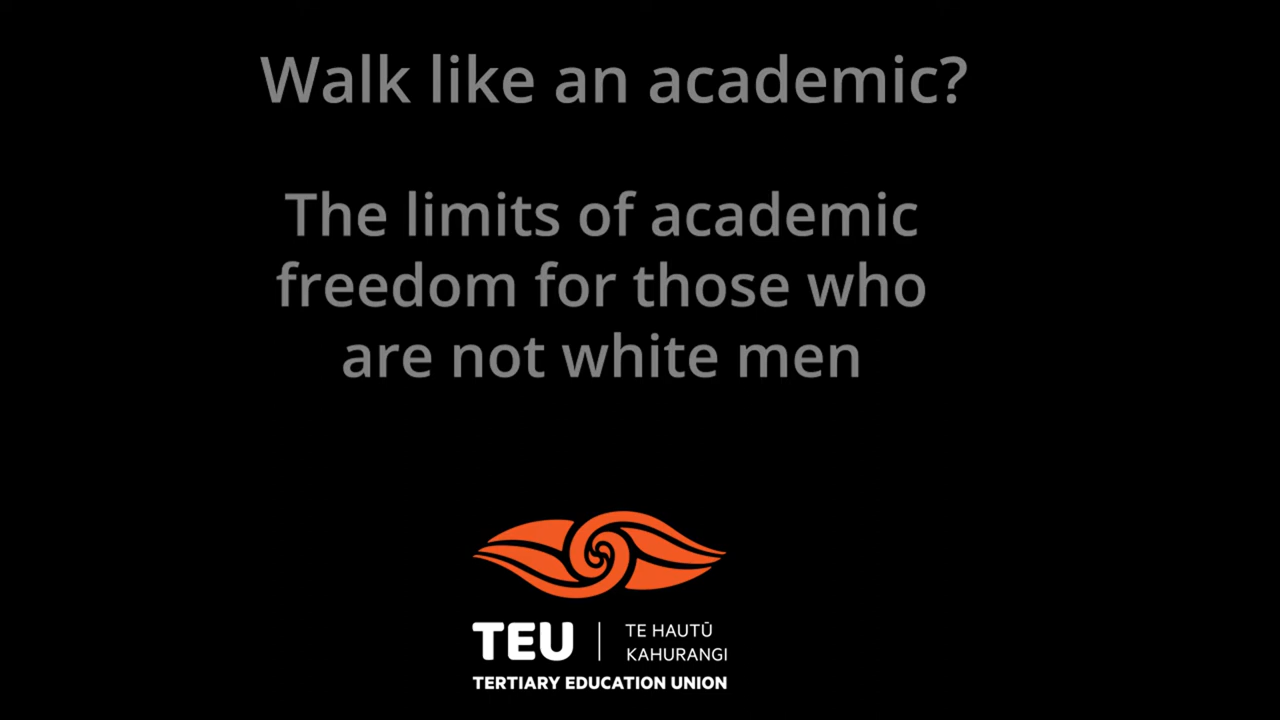 Walk like an academic?
The limits of academic
freedom for those who
are not white men
TEU
TE HAUTŪ
KAHURANGI
TERTIARY EDUCATION UNION